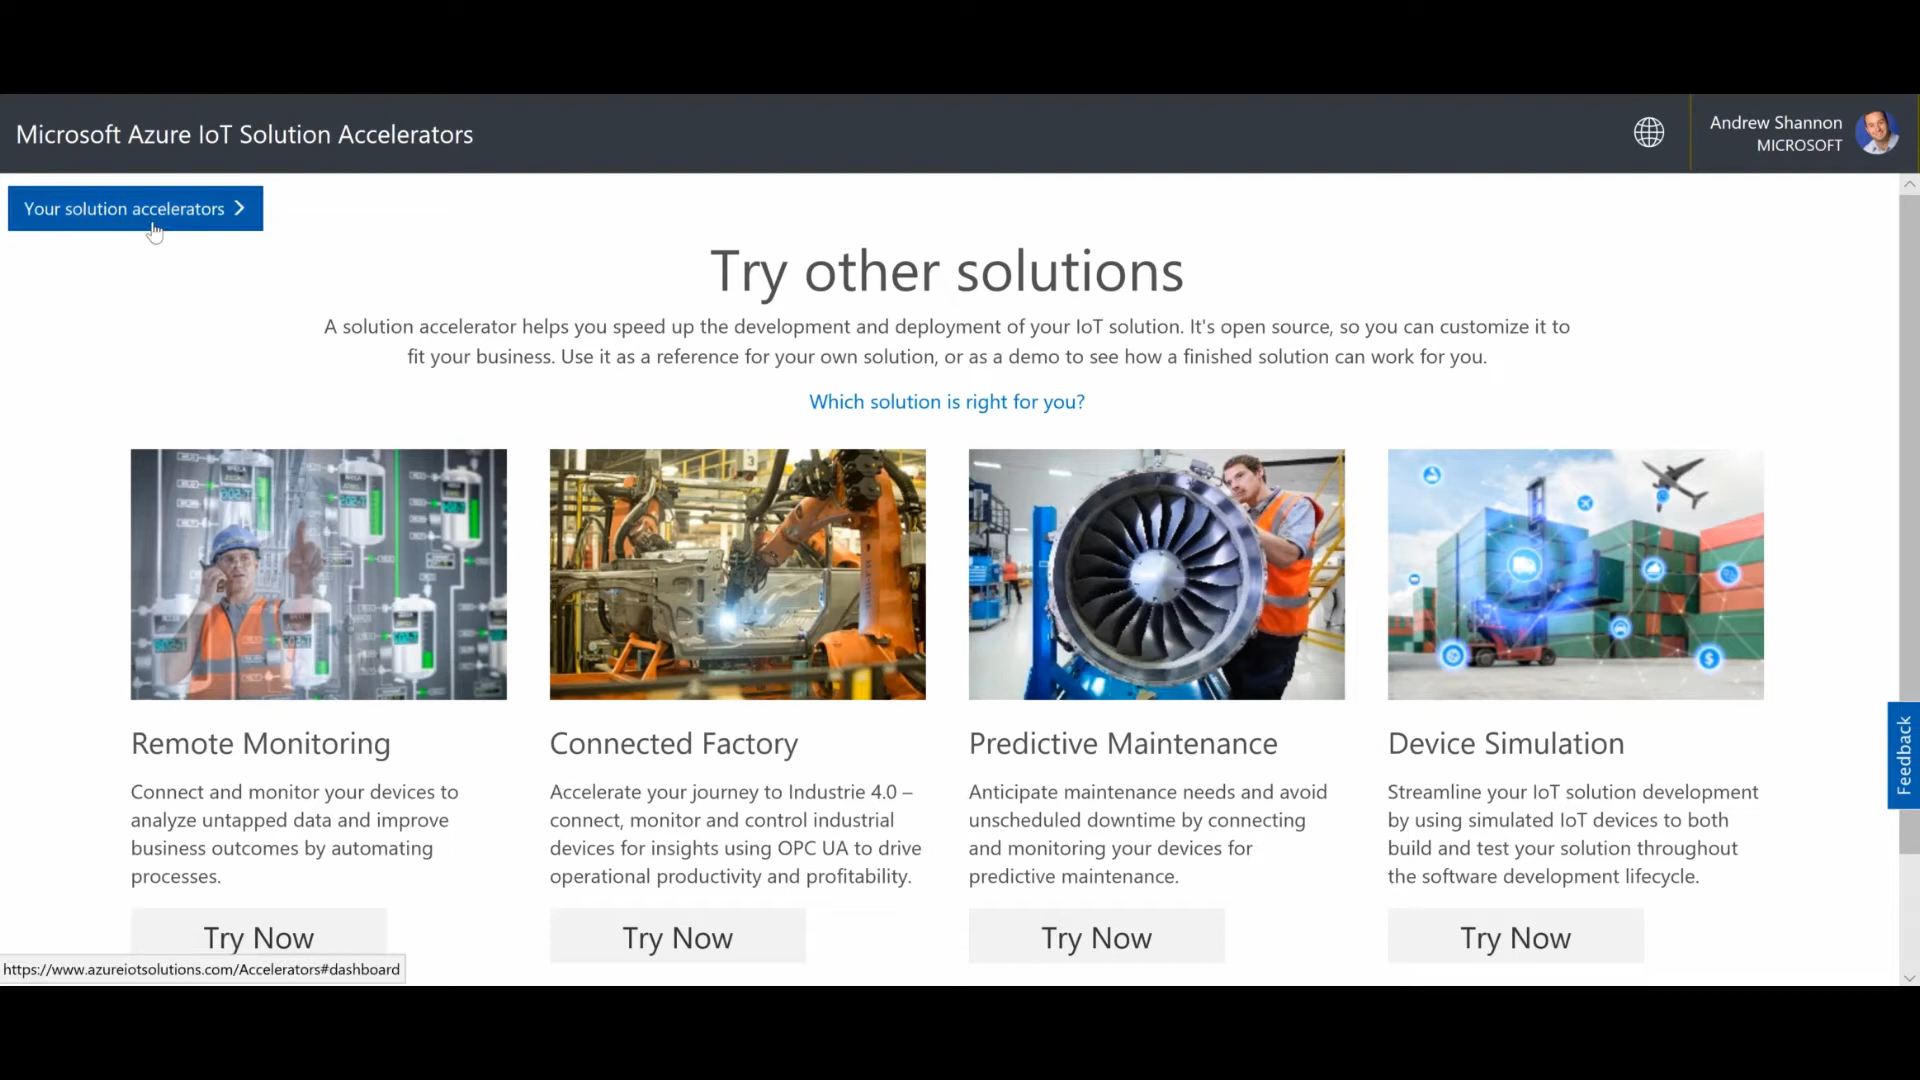 Microsoft Azure IoT Solution Accelerators
Andrew Shannon
MICROSOFT
Your solution accelerators
Try other solutions
A solution accelerator helps you speed up the development and deployment of your IoT solution. It's open source, so you can customize it to
fit your business. Use it as a reference for your own solution, or as a demo to see how a finished solution can work for you.
Which solution is right for you?
3
Remote Monitoring
Connect and monitor your devices to
analyze untapped data and improve
business outcomes by automating
processes.
Try Now
Connected Factory
Accelerate your journey to Industrie 4.0 –
connect, monitor and control industrial
devices for insights using OPC UA to drive
operational productivity and profitability.
Try Now
Predictive Maintenance
Anticipate maintenance needs and avoid
unscheduled downtime by connecting
and monitoring your devices for
predictive maintenance.
Try Now
Device Simulation
Streamline your IoT solution development
by using simulated IoT devices to both
build and test your solution throughout
the software development lifecycle.
Try Now
Feedback
https://www.azureiotsolutions.com/Accelerators#dashboard